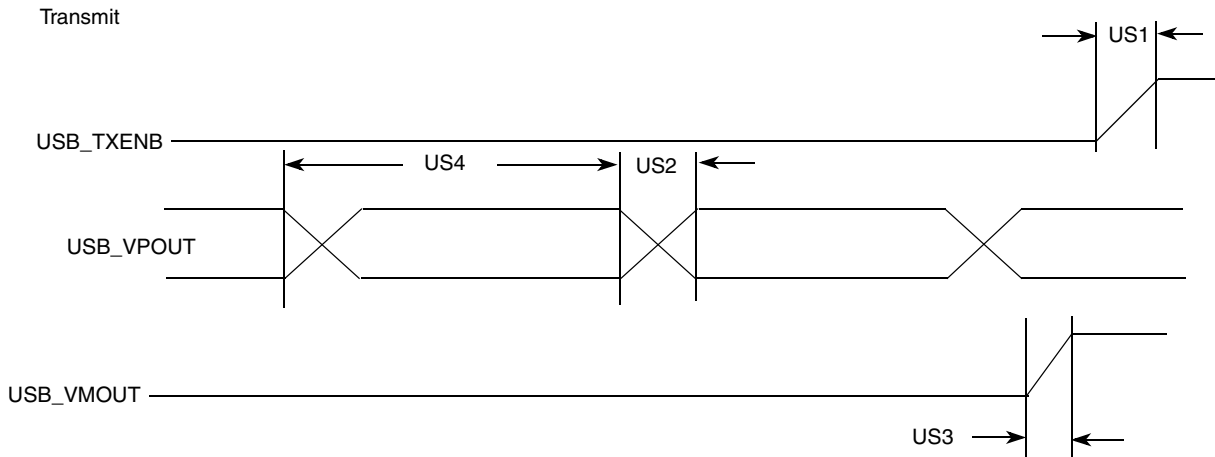 Transmit
US1
USB_TXENB
US4
US2
USB_VPOUT
USB_VMOUT
US3